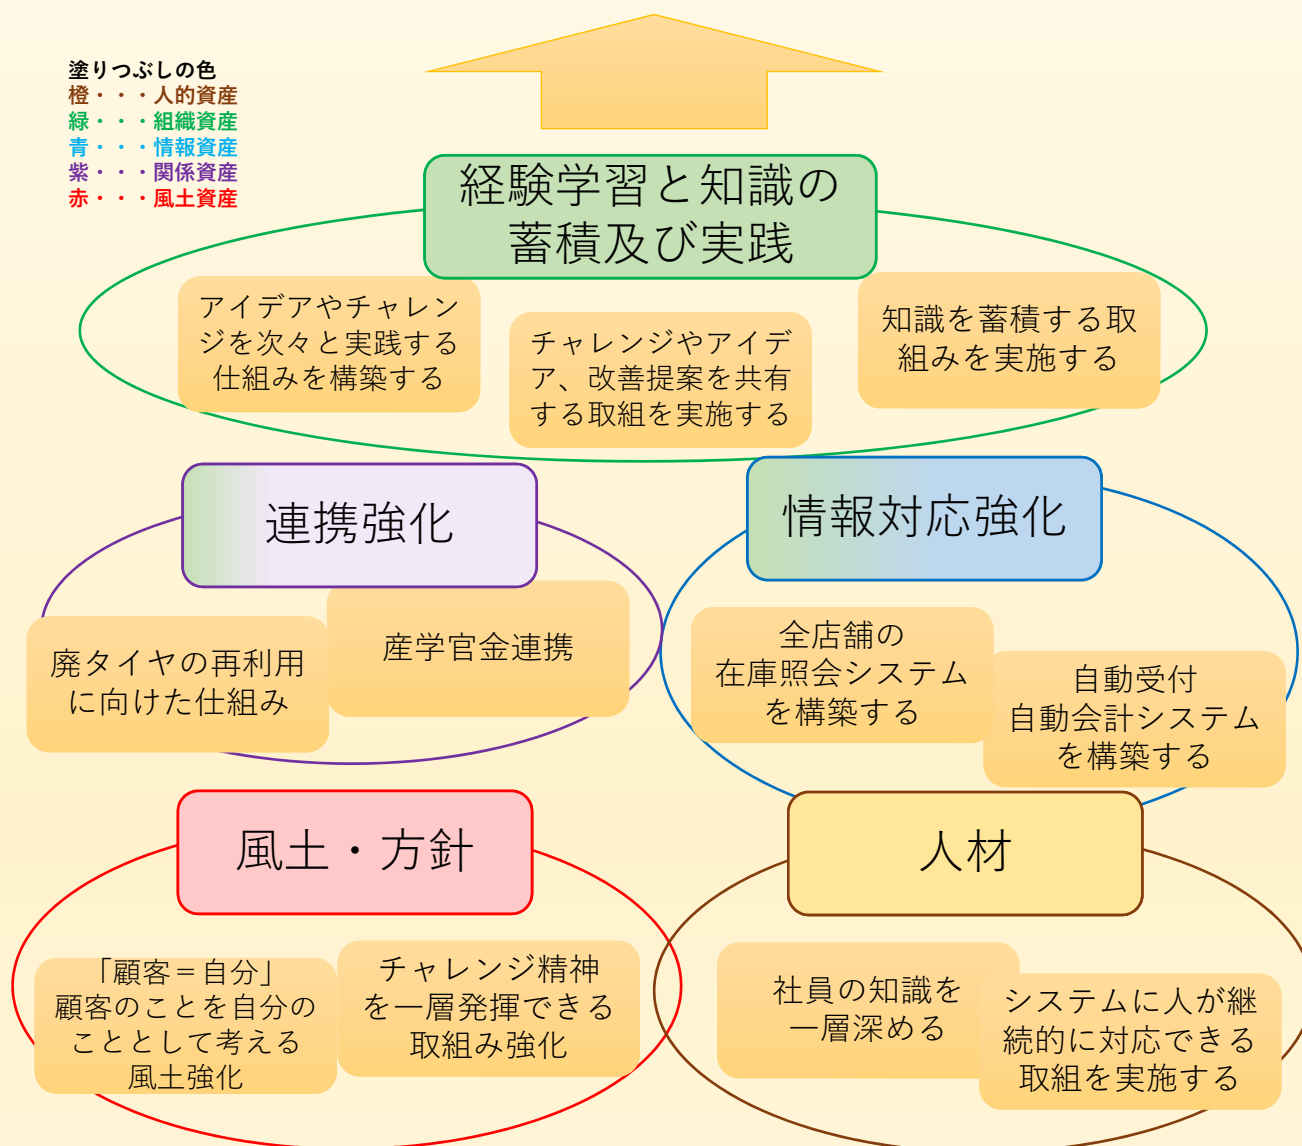 塗りつぶしの色
橙・・・人的資産
緑・・・組織資産
青・・・情報資産
紫・・・関係資産
赤・・・風土資産
経験学習と知識の
蓄積及び実践
アイデアやチャレン
ジを次々と実践する
仕組みを構築する
チャレンジやアイデ
ア、改善提案を共有
する取組を実施する
知識を蓄積する取
組みを実施する
連携強化
廃タイヤの再利用
に向けた仕組み
産学官金連携
情報対応強化
全店舗の
在庫照会システム
を構築する
自動受付
自動会計システム
を構築する
風土・方針
「顧客＝自分」
顧客のことを自分の
こととして考える
風土強化
チャレンジ精神
を一層発揮できる
取組み強化
人材
社員の知識を
一層深める
システムに人が継
続的に対応できる
取組を実施する